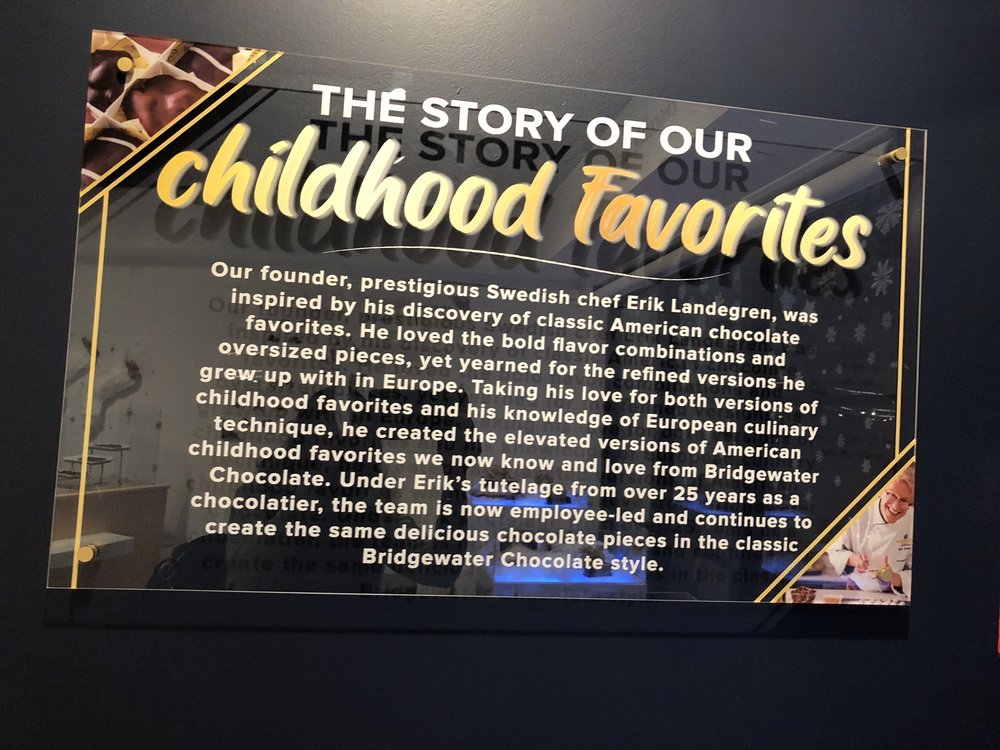 THE STORY OF OUR
childhood Favorites
Our founder, prestigious Swedish chef Erik Landegren, was
inspired by his discovery of classic American chocolate
favorites. He loved the bold flavor combinations and
oversized pieces, yet yearned for the refined versions he
grew up with in Europe. Taking his love for both versions of
childhood favorites and his knowledge of European culinary
technique, he created the elevated versions of American
childhood favorites we now know and love from Bridgewater
Chocolate. Under Erik's tutelage from over 25 years as a
chocolatier, the team is now employee-led and continues to
create the same delicious chocolate pieces in the classic
Bridgewater Chocolate style.